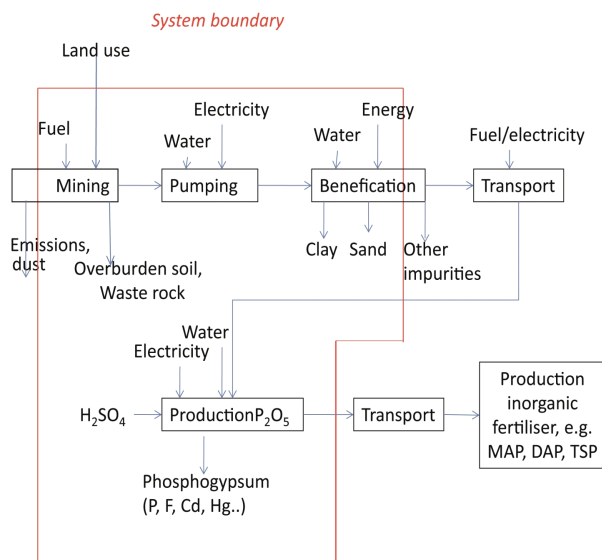 System boundary
Land use
Electricity
Energy
Fuel
Water
Water
Fuel/electricity
Mining
Pumping
Benefication
Transport
Emissions,
dust
Overburden soil,
Waste rock
Clay
Sand
Other
impurities
Water
Electricity
H₂SO₄
ProductionP₂O₅
Transport
Production
inorganic
fertiliser, e.g.
MAP, DAP, TSP
Phosphogypsum
(P, F, Cd, Hg..)